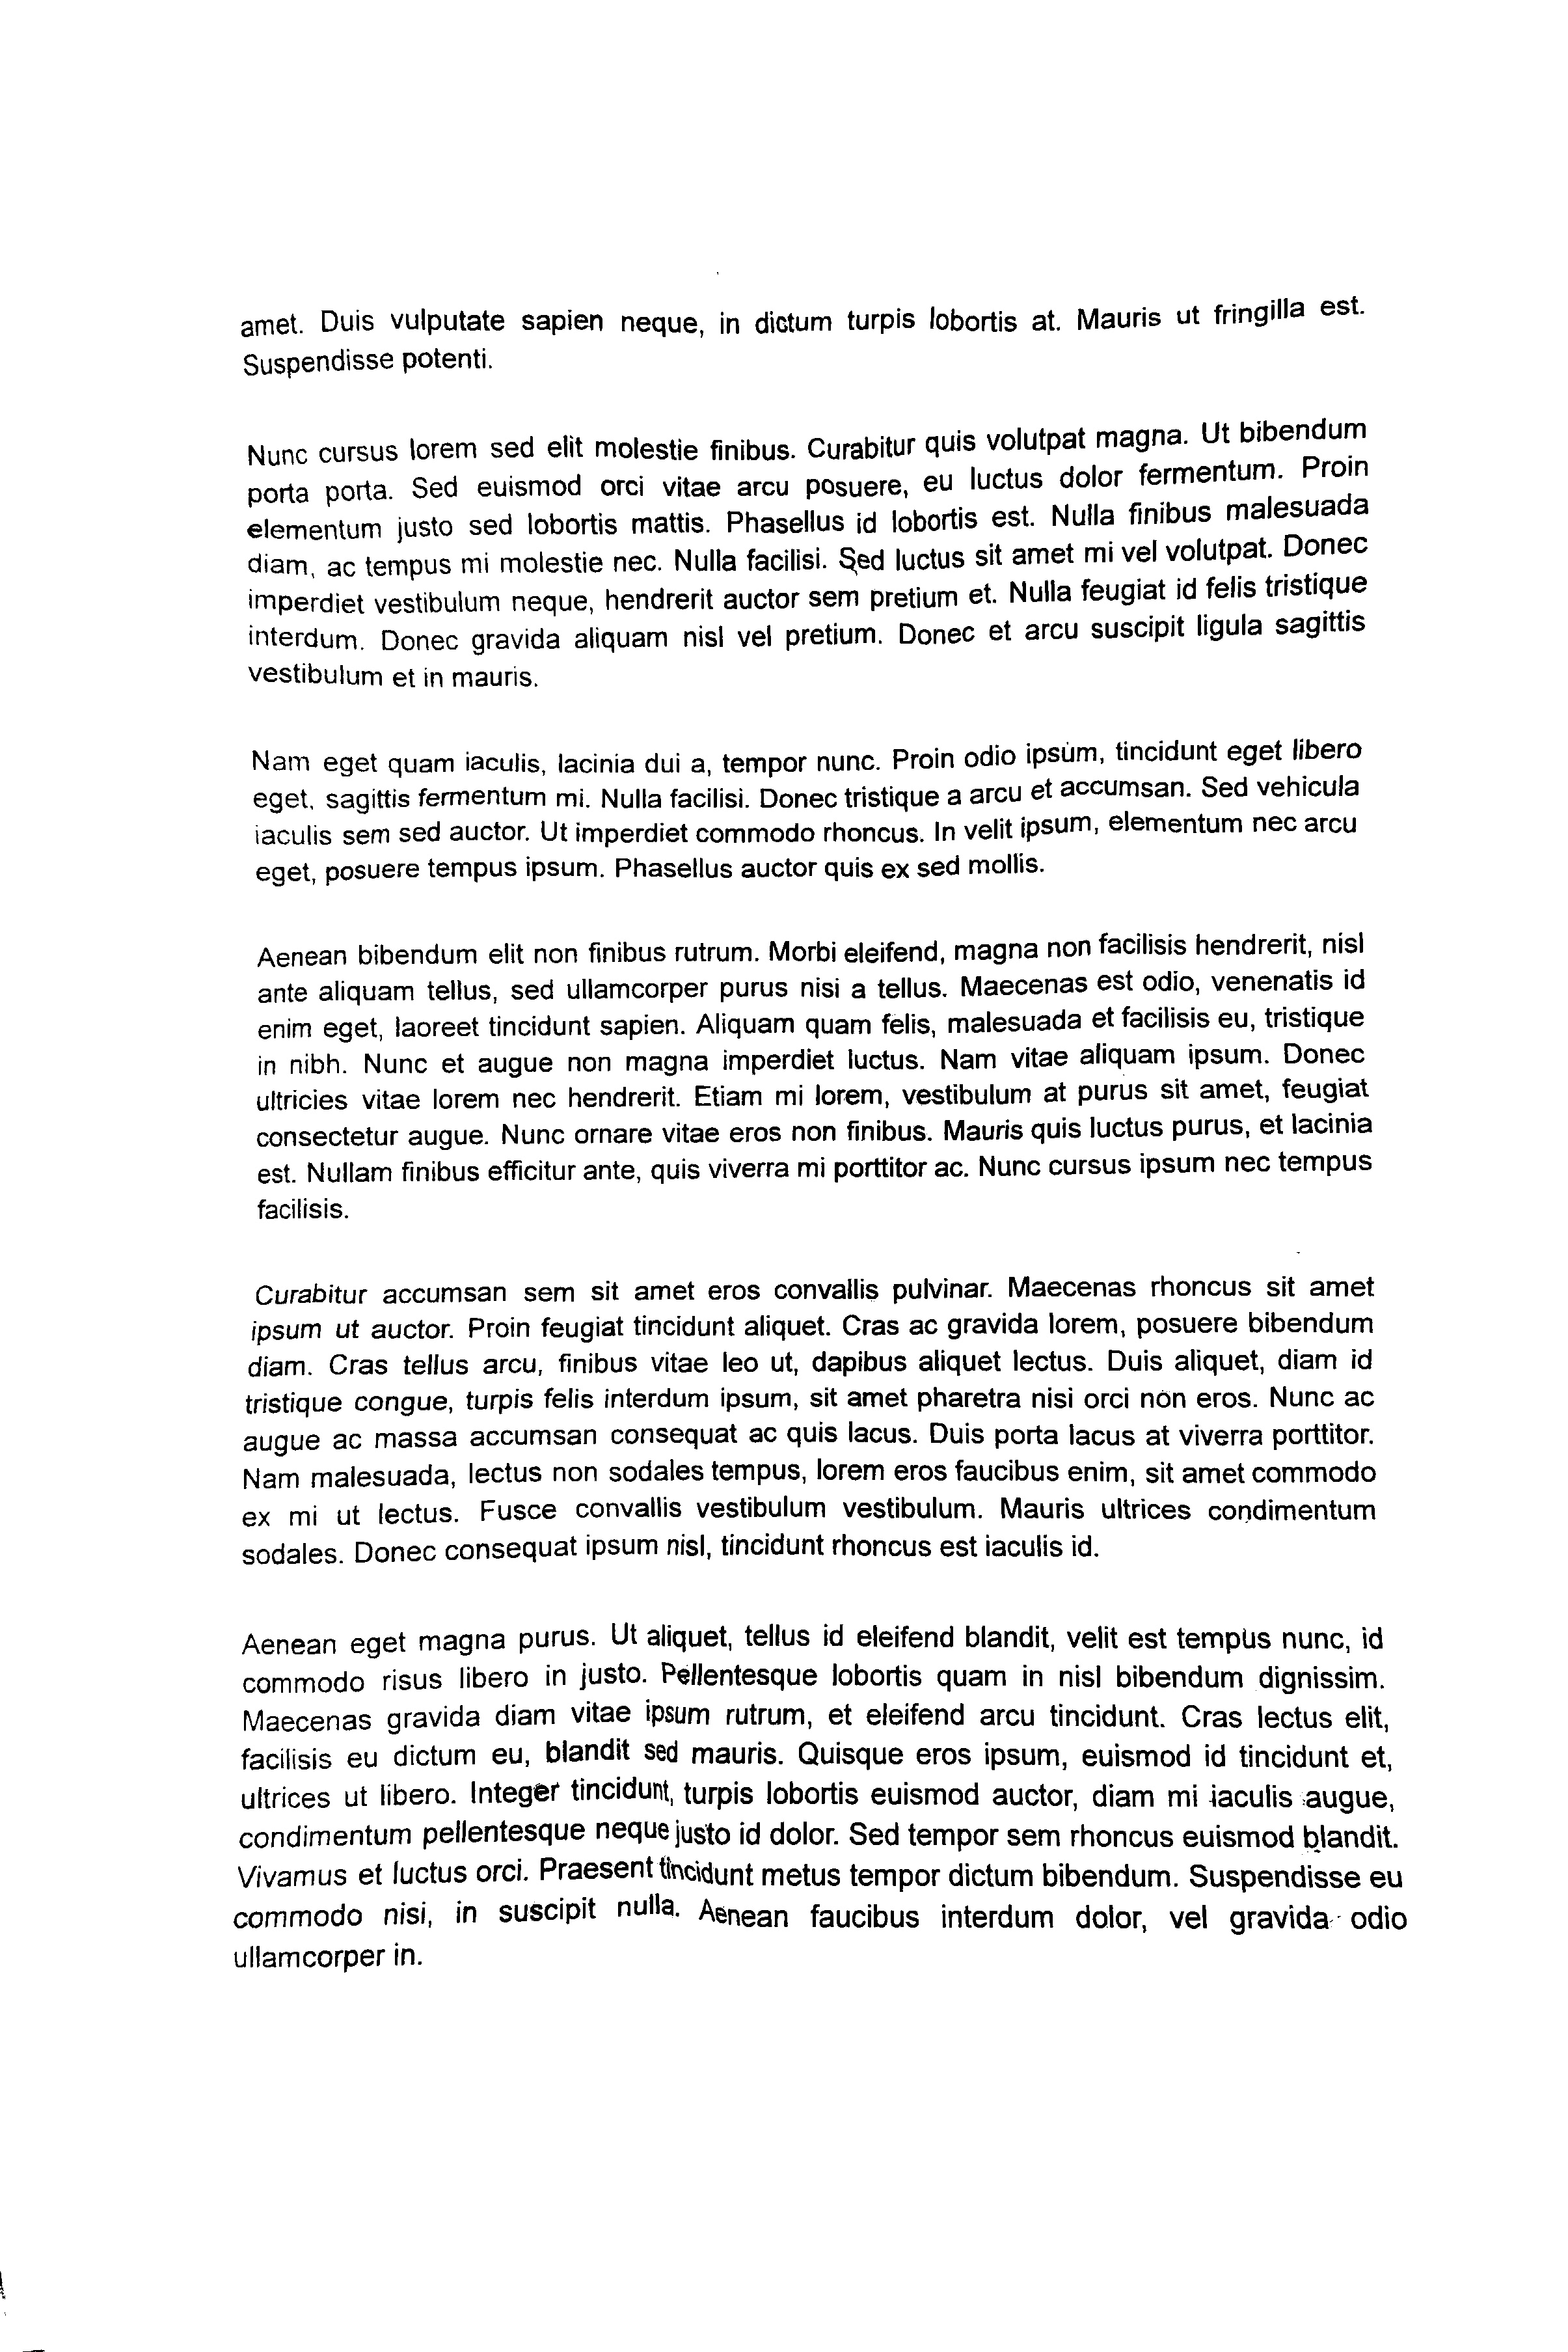 amet. Duis vulputate sapien neque, in dictum turpis lobortis at. Mauris ut fringilla est.
Suspendisse potenti.
Nunc cursus lorem sed elit molestie finibus. Curabitur quis volutpat magna. Ut bibendum
porta porta. Sed euismod orci vitae arcu posuere, eu luctus dolor fermentum. Proin
elementum justo sed lobortis mattis. Phasellus id lobortis est. Nulla finibus malesuada
diam, ac tempus mi molestie nec. Nulla facilisi. Sed luctus sit amet mi vel volutpat. Donec
imperdiet vestibulum neque, hendrerit auctor sem pretium et. Nulla feugiat id felis tristique
interdum. Donec gravida aliquam nisl vel pretium. Donec et arcu suscipit ligula sagittis
vestibulum et in mauris.
Nam eget quam iaculis, lacinia dui a, tempor nunc. Proin odio ipsum, tincidunt eget libero
eget, sagittis fermentum mi. Nulla facilisi. Donec tristique a arcu et accumsan. Sed vehicula
iaculis sem sed auctor. Ut imperdiet commodo rhoncus. In velit ipsum, elementum nec arcu
eget, posuere tempus ipsum. Phasellus auctor quis ex sed mollis.
Aenean bibendum elit non finibus rutrum. Morbi eleifend, magna non facilisis hendrerit, nisl
ante aliquam tellus, sed ullamcorper purus nisi a tellus. Maecenas est odio, venenatis id
enim eget, laoreet tincidunt sapien. Aliquam quam felis, malesuada et facilisis eu, tristique
in nibh. Nunc et augue non magna imperdiet luctus. Nam vitae aliquam ipsum. Donec
ultricies vitae lorem nec hendrerit. Etiam mi lorem, vestibulum at purus sit amet, feugiat
consectetur augue. Nunc ornare vitae eros non finibus. Mauris quis luctus purus, et lacinia
est. Nullam finibus efficitur ante, quis viverra mi porttitor ac. Nunc cursus ipsum nec tempus
facilisis.
Curabitur accumsan sem sit amet eros convallis pulvinar. Maecenas rhoncus sit amet
ipsum ut auctor. Proin feugiat tincidunt aliquet. Cras ac gravida lorem, posuere bibendum
diam. Cras tellus arcu, finibus vitae leo ut, dapibus aliquet lectus. Duis aliquet, diam id
tristique congue, turpis felis interdum ipsum, sit amet pharetra nisi orci non eros. Nunc ac
augue ac massa accumsan consequat ac quis lacus. Duis porta lacus at viverra porttitor.
Nam malesuada, lectus non sodales tempus, lorem eros faucibus enim, sit amet commodo
ex mi ut lectus. Fusce convallis vestibulum vestibulum. Mauris ultrices condimentum
sodales. Donec consequat ipsum nisl, tincidunt rhoncus est iaculis id.
Aenean eget magna purus. Ut aliquet, tellus id eleifend blandit, velit est tempus nunc, id
commodo risus libero in justo. Pellentesque lobortis quam in nisl bibendum dignissim.
Maecenas gravida diam vitae ipsum rutrum, et eleifend arcu tincidunt. Cras lectus elit,
facilisis eu dictum eu, blandit sed mauris. Quisque eros ipsum, euismod id tincidunt et,
ultrices ut libero. Integer tincidunt, turpis lobortis euismod auctor, diam mi iaculis augue,
condimentum pellentesque neque justo id dolor. Sed tempor sem rhoncus euismod blandit.
Vivamus et luctus orci. Praesent tincidunt metus tempor dictum bibendum. Suspendisse eu
commodo nisi, in suscipit nulla. Aenean faucibus interdum dolor, vel gravida odio
ullamcorper in.